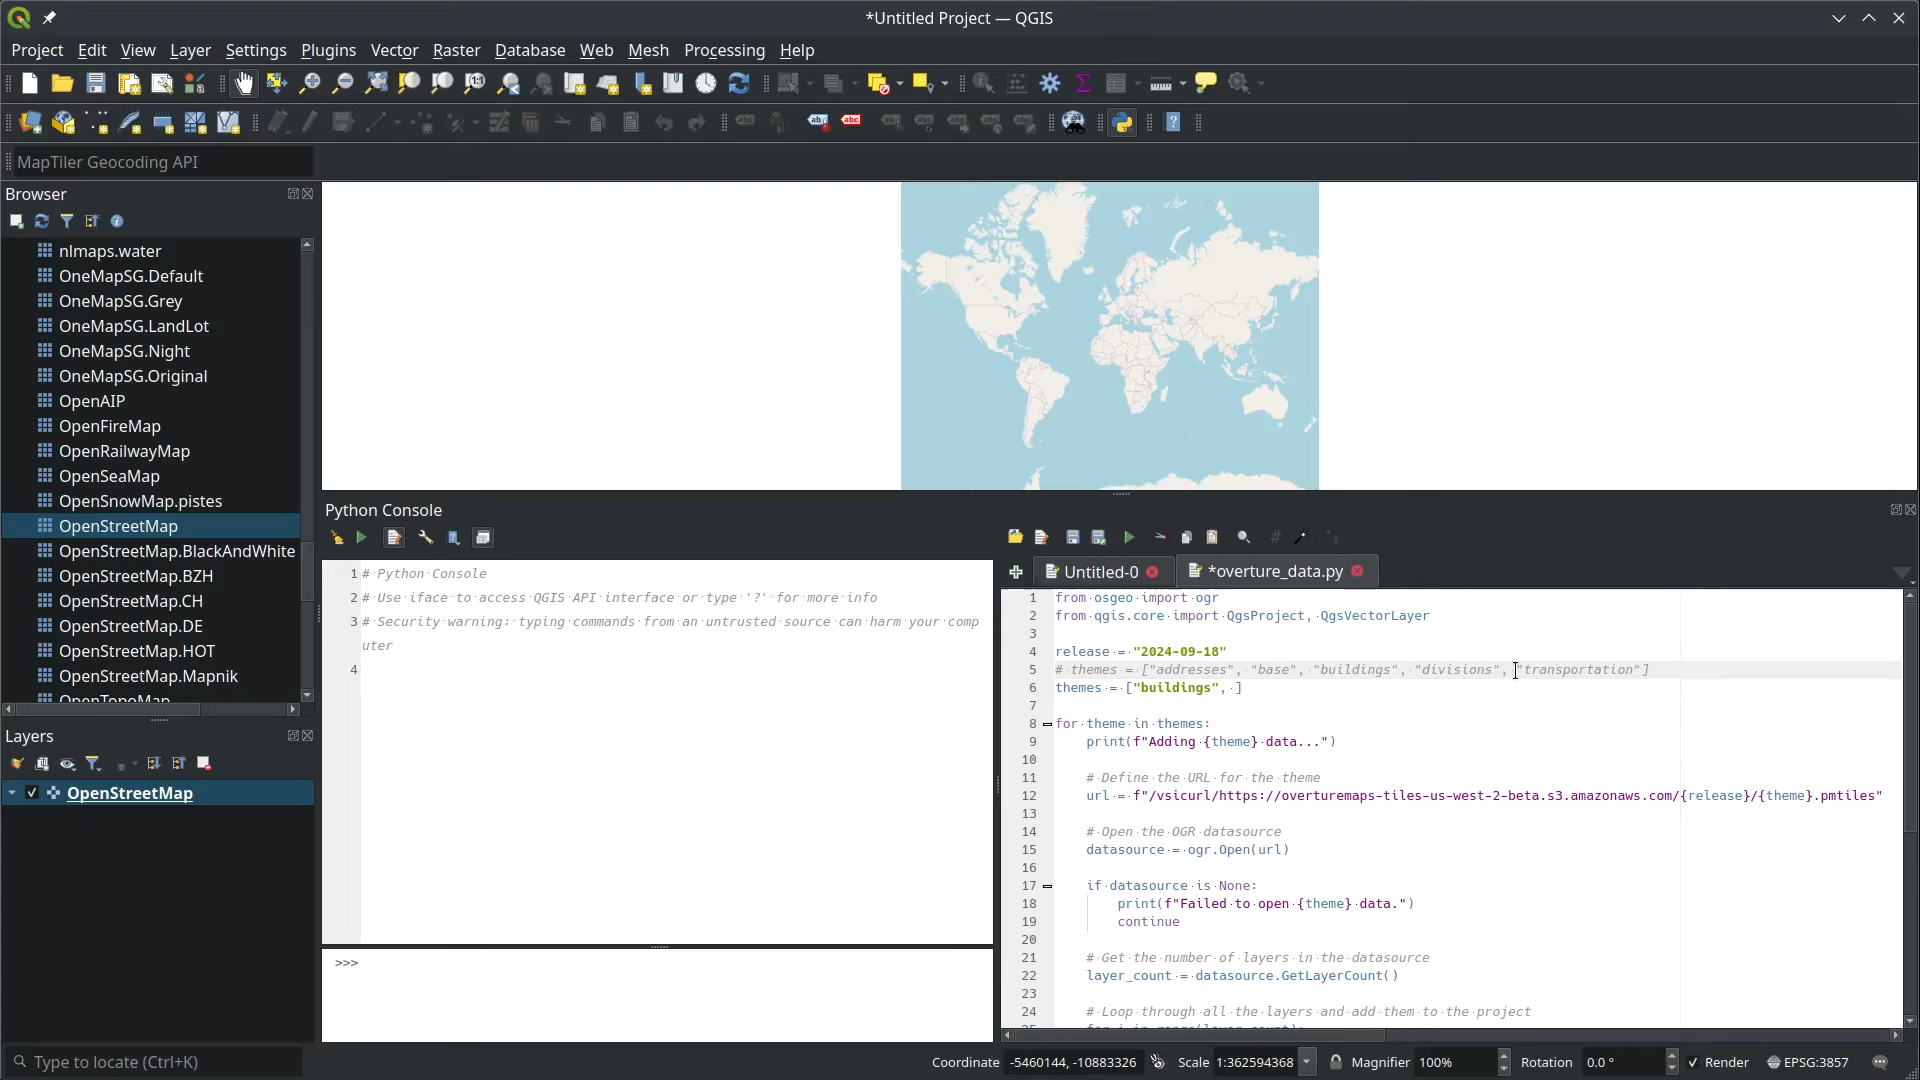 *Untitled Project — QGIS
Project Edit View Layer Settings Plugins Vector Raster Database Web Mesh Processing Help
MapTiler Geocoding API
Browser
nlmaps.water
OneMapSG.Default
OneMapSG.Grey
OneMapSG.LandLot
OneMapSG.Night
OneMapSG.Original
OpenAIP
OpenFireMap
OpenRailwayMap
OpenSeaMap
OpenSnowMap.pistes
OpenStreetMap
OpenStreetMap.BlackAndWhite
OpenStreetMap.BZH
OpenStreetMap.CH
OpenStreetMap.DE
OpenStreetMap.HOT
OpenStreetMap.Mapnik
OpenTopoMap
Layers
OpenStreetMap
Python Console
1 # Python Console
2 # Use iface to access QGIS API interface or type '?' for more info
3 # Security warning: typing commands from an untrusted source can harm your comp
uter
4
>>>
Untitled-0 *overture_data.py
1 from osgeo import ogr
2 from qgis.core import QgsProject, QgsVectorLayer
3
4 release = "2024-09-18"
5 # themes = ["addresses", "base", "buildings", "divisions", "transportation"]
6 themes = ["buildings", ]
7
8 for theme in themes:
9 print(f"Adding {theme} data...")
10
11 # Define the URL for the theme
12 url = f"/vsicurl/https://overturemaps-tiles-us-west-2-beta.s3.amazonaws.com/{release}/{theme}.pmtiles"
13
14 # Open the OGR datasource
15 datasource = ogr.Open(url)
16
17 if datasource is None:
18 print(f"Failed to open {theme} data.")
19 continue
20
21 # Get the number of layers in the datasource
22 layer_count = datasource.GetLayerCount()
23
24 # Loop through all the layers and add them to the project
25 for i in range(layer_count):
Type to locate (Ctrl+K) Coordinate -5460144, -10883326 Scale 1:362594368 Magnifier 100% Rotation 0.0 ° Render EPSG:3857